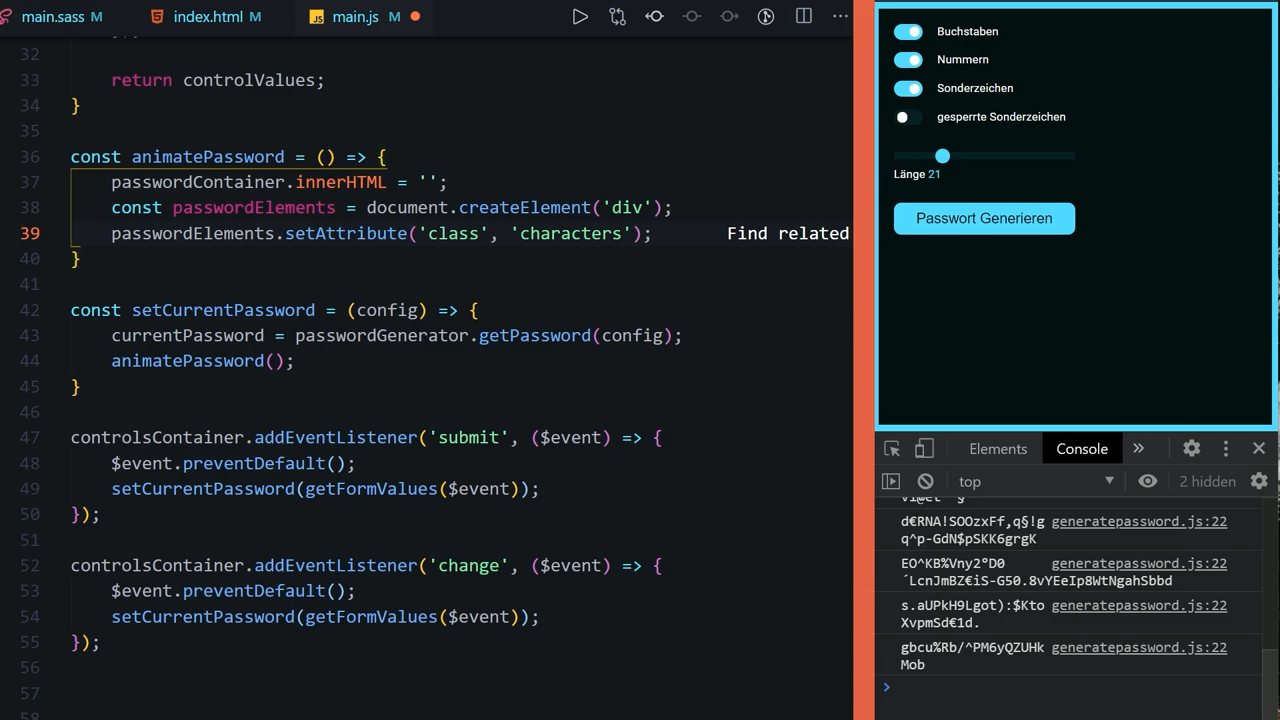 main.sass M index.html M JS main.js M
32
33 return controlValues;
34 }
35
36 const animatePassword = () => {
37 passwordContainer.innerHTML = '';
38 const passwordElements = document.createElement('div');
39 passwordElements.setAttribute('class', 'characters'); Find related
40 }
41
42 const setCurrentPassword = (config) => {
43 currentPassword = passwordGenerator.getPassword(config);
44 animatePassword();
45 }
46
47 controlsContainer.addEventListener('submit', ($event) => {
48 $event.preventDefault();
49 setCurrentPassword(getFormValues($event));
50 });
51
52 controlsContainer.addEventListener('change', ($event) => {
53 $event.preventDefault();
54 setCurrentPassword(getFormValues($event));
55 });
56
57
58
Buchstaben
Nummern
Sonderzeichen
gesperrte Sonderzeichen
Länge 21
Passwort Generieren
Elements Console »
top 2 hidden
d€RNA!SOOzxFf,q§!g generatepassword.js:22
q^p-GdN$pSKK6grgK
EO^KB%Vny2°D0 generatepassword.js:22
´LcnJmBZ€iS-G50.8vYEeIp8WtNgahSbbd
s.aUPkH9Lgot):$Kto generatepassword.js:22
XvpmSd€1d.
gbcu%Rb/^PM6yQZUHk generatepassword.js:22
Mob